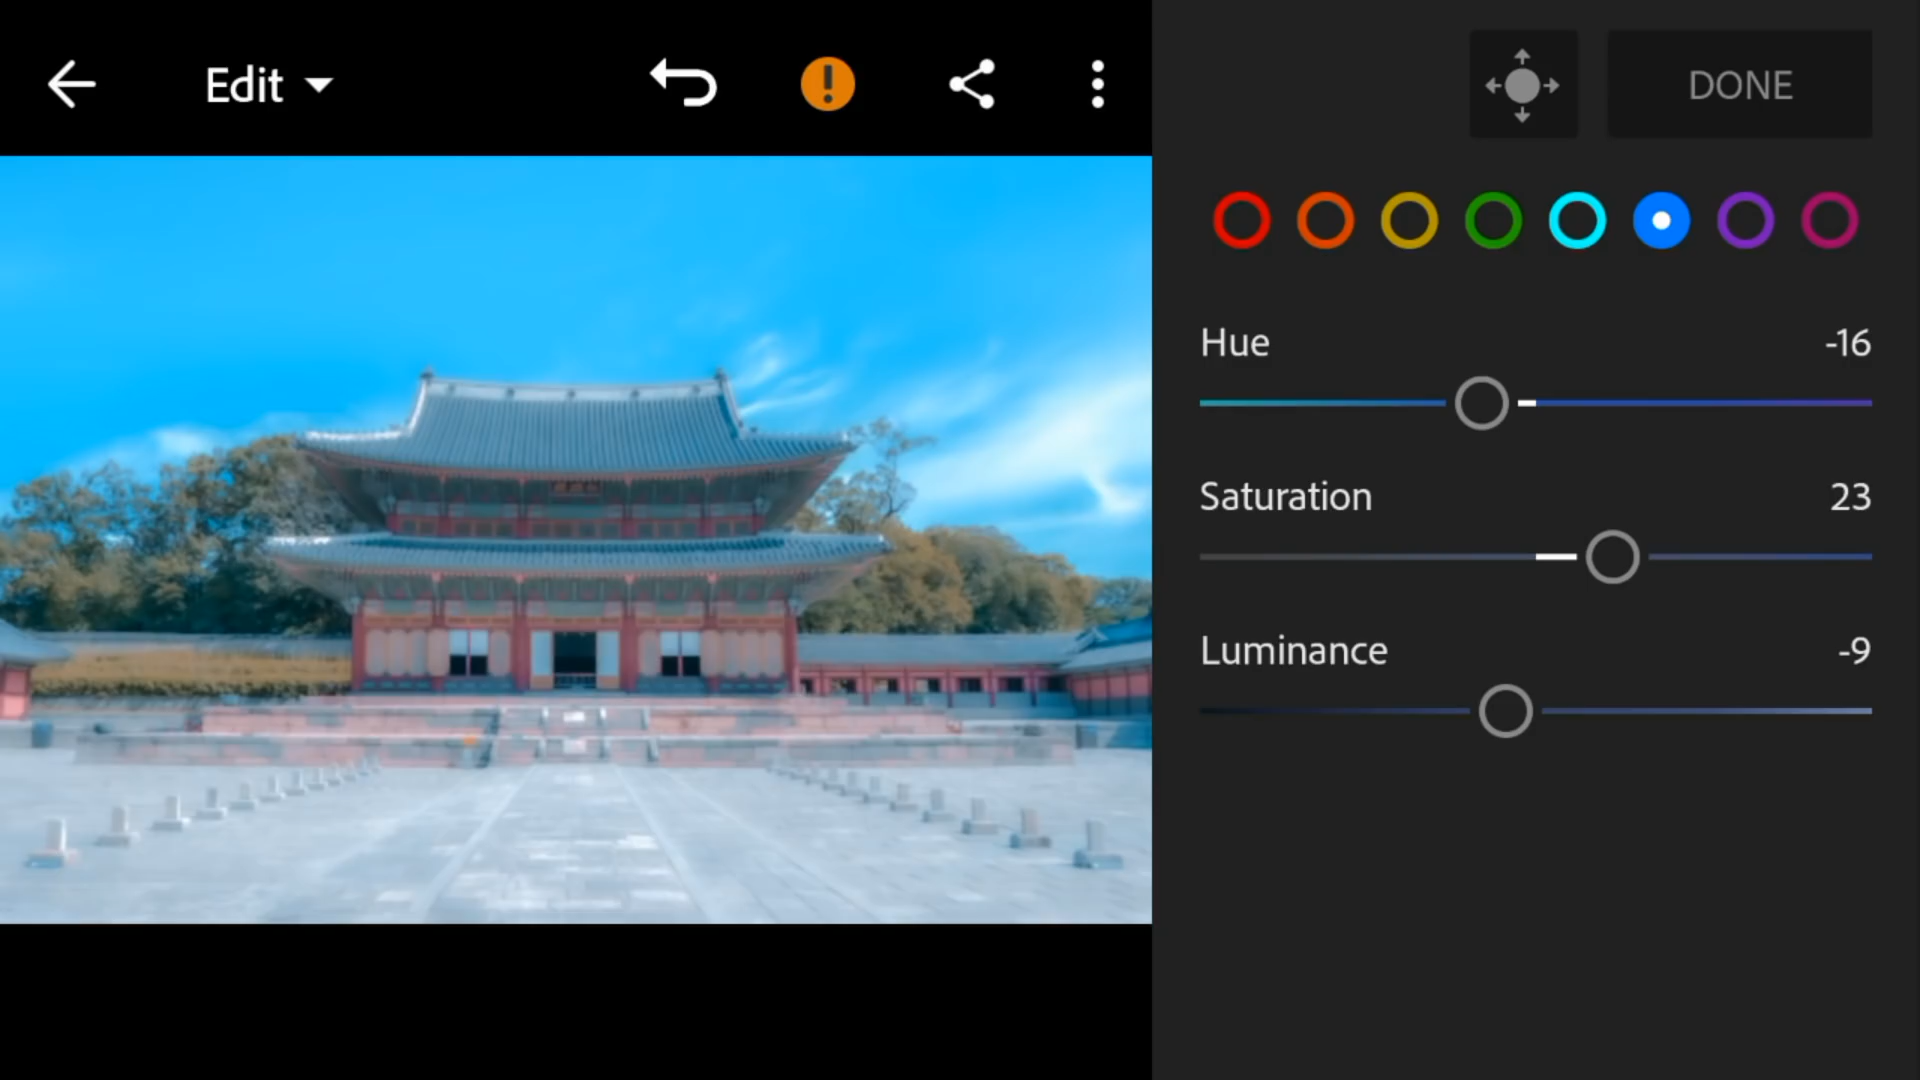 Edit
DONE
Hue -16
Saturation 23
Luminance -9